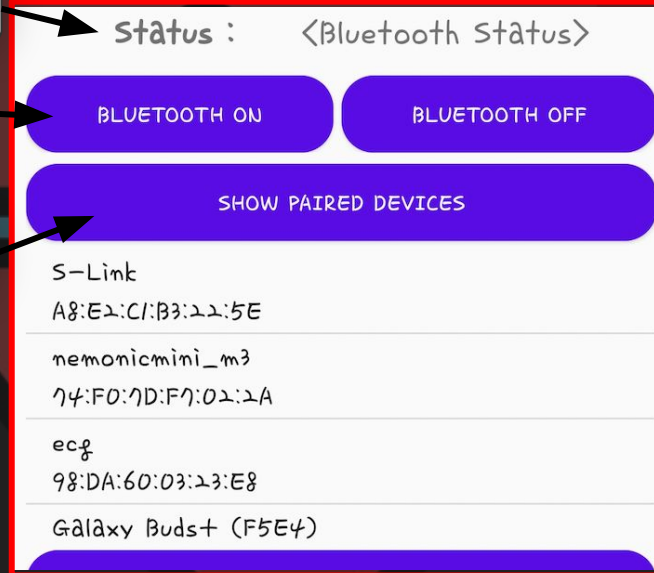 Status : <Bluetooth Status>
BLUETOOTH ON BLUETOOTH OFF
SHOW PAIRED DEVICES
S-Link
A8:E2:C1:B3:22:5E
nemonicmini_m3
74:F0:7D:F7:02:2A
ecg
98:DA:60:03:23:E8
Galaxy Buds+ (F5E4)